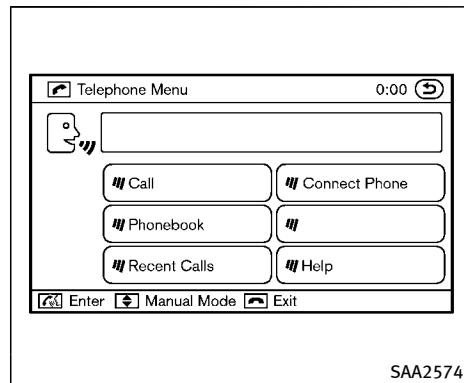 Telephone Menu 0:00
Call
Connect Phone
Phonebook
Recent Calls
Help
Enter Manual Mode Exit
SAA2574